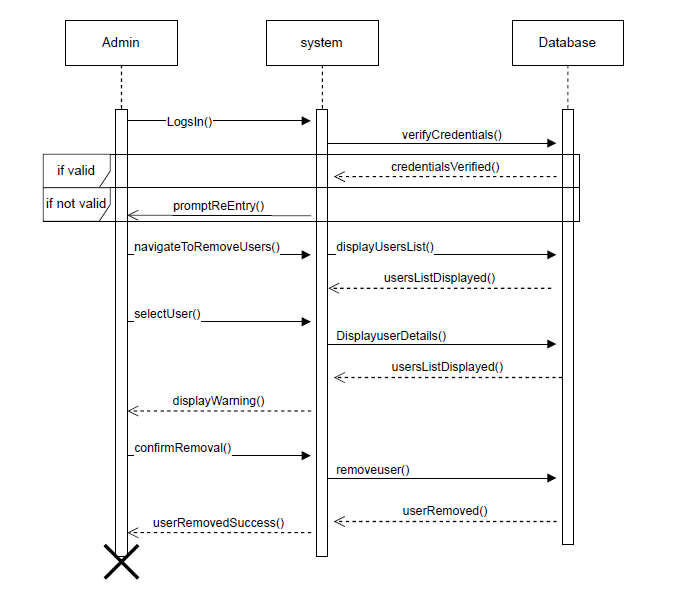 Admin
system
Database
LogsIn()
verifyCredentials()
if valid
credentialsVerified()
if not valid
promptReEntry()
navigateToRemoveUsers()
displayUsersList()
usersListDisplayed()
selectUser()
DisplayuserDetails()
usersListDisplayed()
displayWarning()
confirmRemoval()
removeuser()
userRemoved()
userRemovedSuccess()